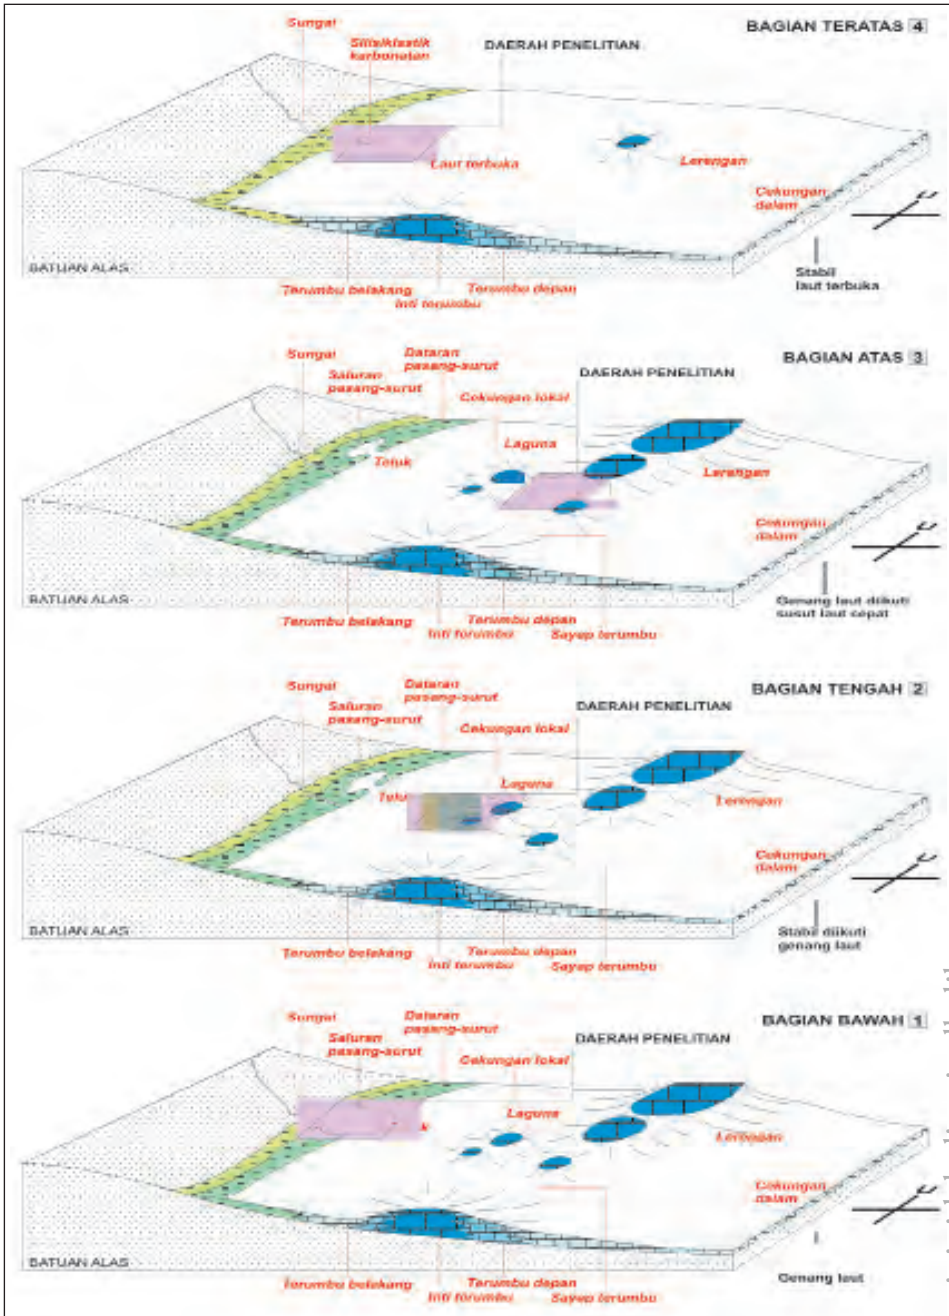 BAGIAN TERATAS 4
Sungai
Silisiklastik
karbonatan
DAERAH PENELITIAN
Laut terbuka
Lerengan
Cekungan
dalam
BATUAN ALAS
Stabil
laut terbuka
Terumbu belakang
Inti terumbu
Terumbu depan
BAGIAN ATAS 3
Sungai
Saluran
pasang-surut
Dataran
pasang-surut
DAERAH PENELITIAN
Cekungan lokal
Laguna
Teluk
Lerengan
Cekungan
dalam
BATUAN ALAS
Genang laut diikuti
susut laut cepat
Terumbu belakang
Inti terumbu
Terumbu depan
Sayap terumbu
BAGIAN TENGAH 2
Sungai
Saluran
pasang-surut
Dataran
pasang-surut
DAERAH PENELITIAN
Cekungan lokal
Laguna
Telu
Lerengan
Cekungan
dalam
BATUAN ALAS
Stabil diikuti
genang laut
Terumbu belakang
Inti terumbu
Terumbu depan
Sayap terumbu
BAGIAN BAWAH 1
Sungai
Saluran
pasang-surut
Dataran
pasang-surut
DAERAH PENELITIAN
Cekungan lokal
Laguna
k
Lerengan
Cekungan
dalam
BATUAN ALAS
Genang laut
Terumbu belakang
Inti terumbu
Terumbu depan
Sayap terumbu